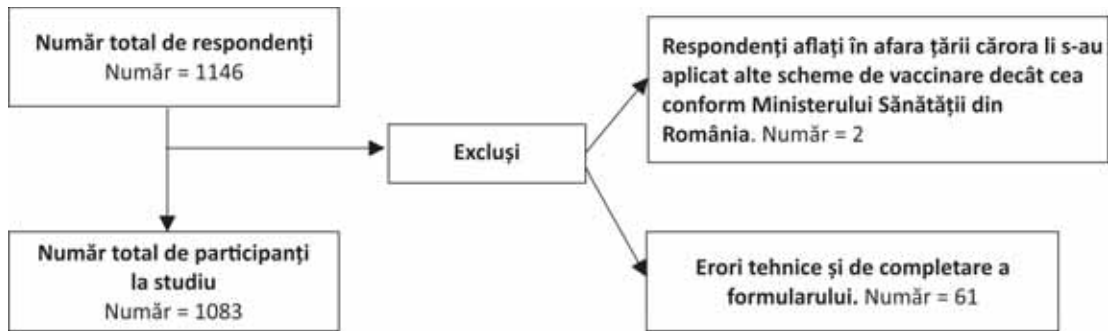 Număr total de respondenți
Număr = 1146
Respondenți aflați în afara țării cărora li s-au
aplicat alte scheme de vaccinare decât cea
conform Ministerului Sănătății din
România. Număr = 2
Excluși
Număr total de participanți
la studiu
Număr = 1083
Erori tehnice și de completare a
formularului. Număr = 61